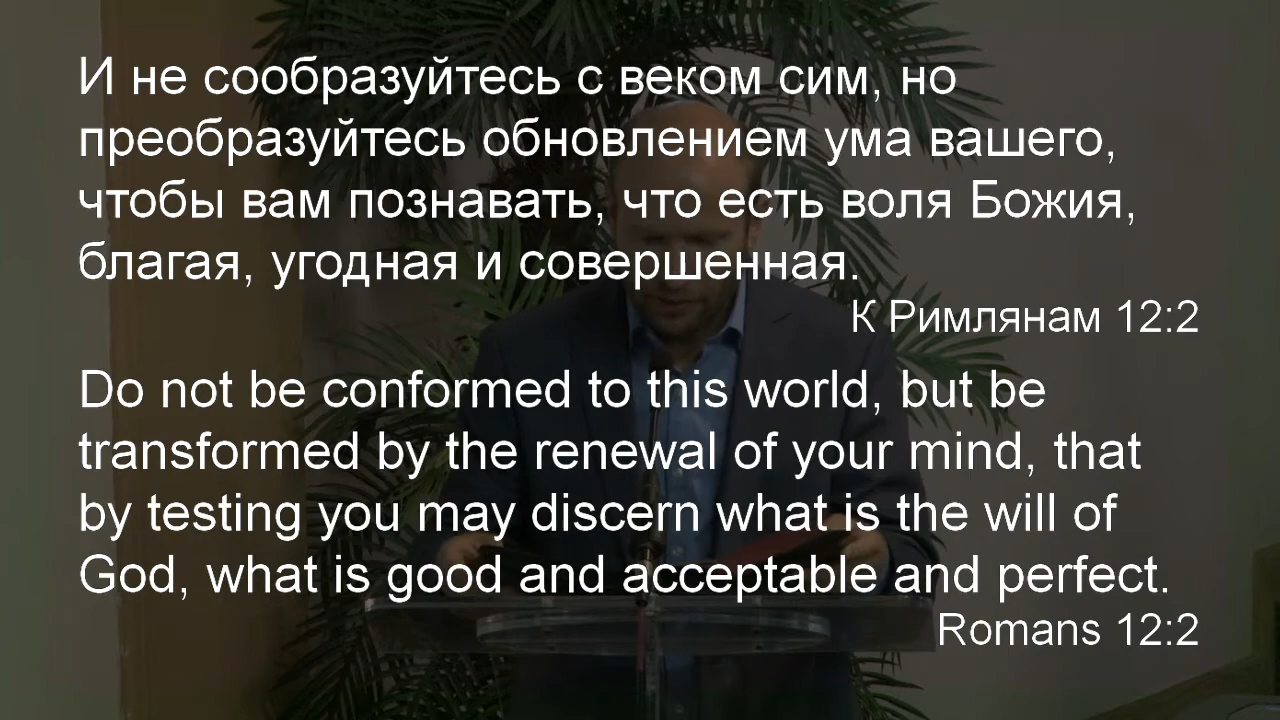 И не сообразуйтесь с веком сим, но
преобразуйтесь обновлением ума вашего,
чтобы вам познавать, что есть воля Божия,
благая, угодная и совершенная.
К Римлянам 12:2
Do not be conformed to this world, but be
transformed by the renewal of your mind, that
by testing you may discern what is the will of
God, what is good and acceptable and perfect.
Romans 12:2